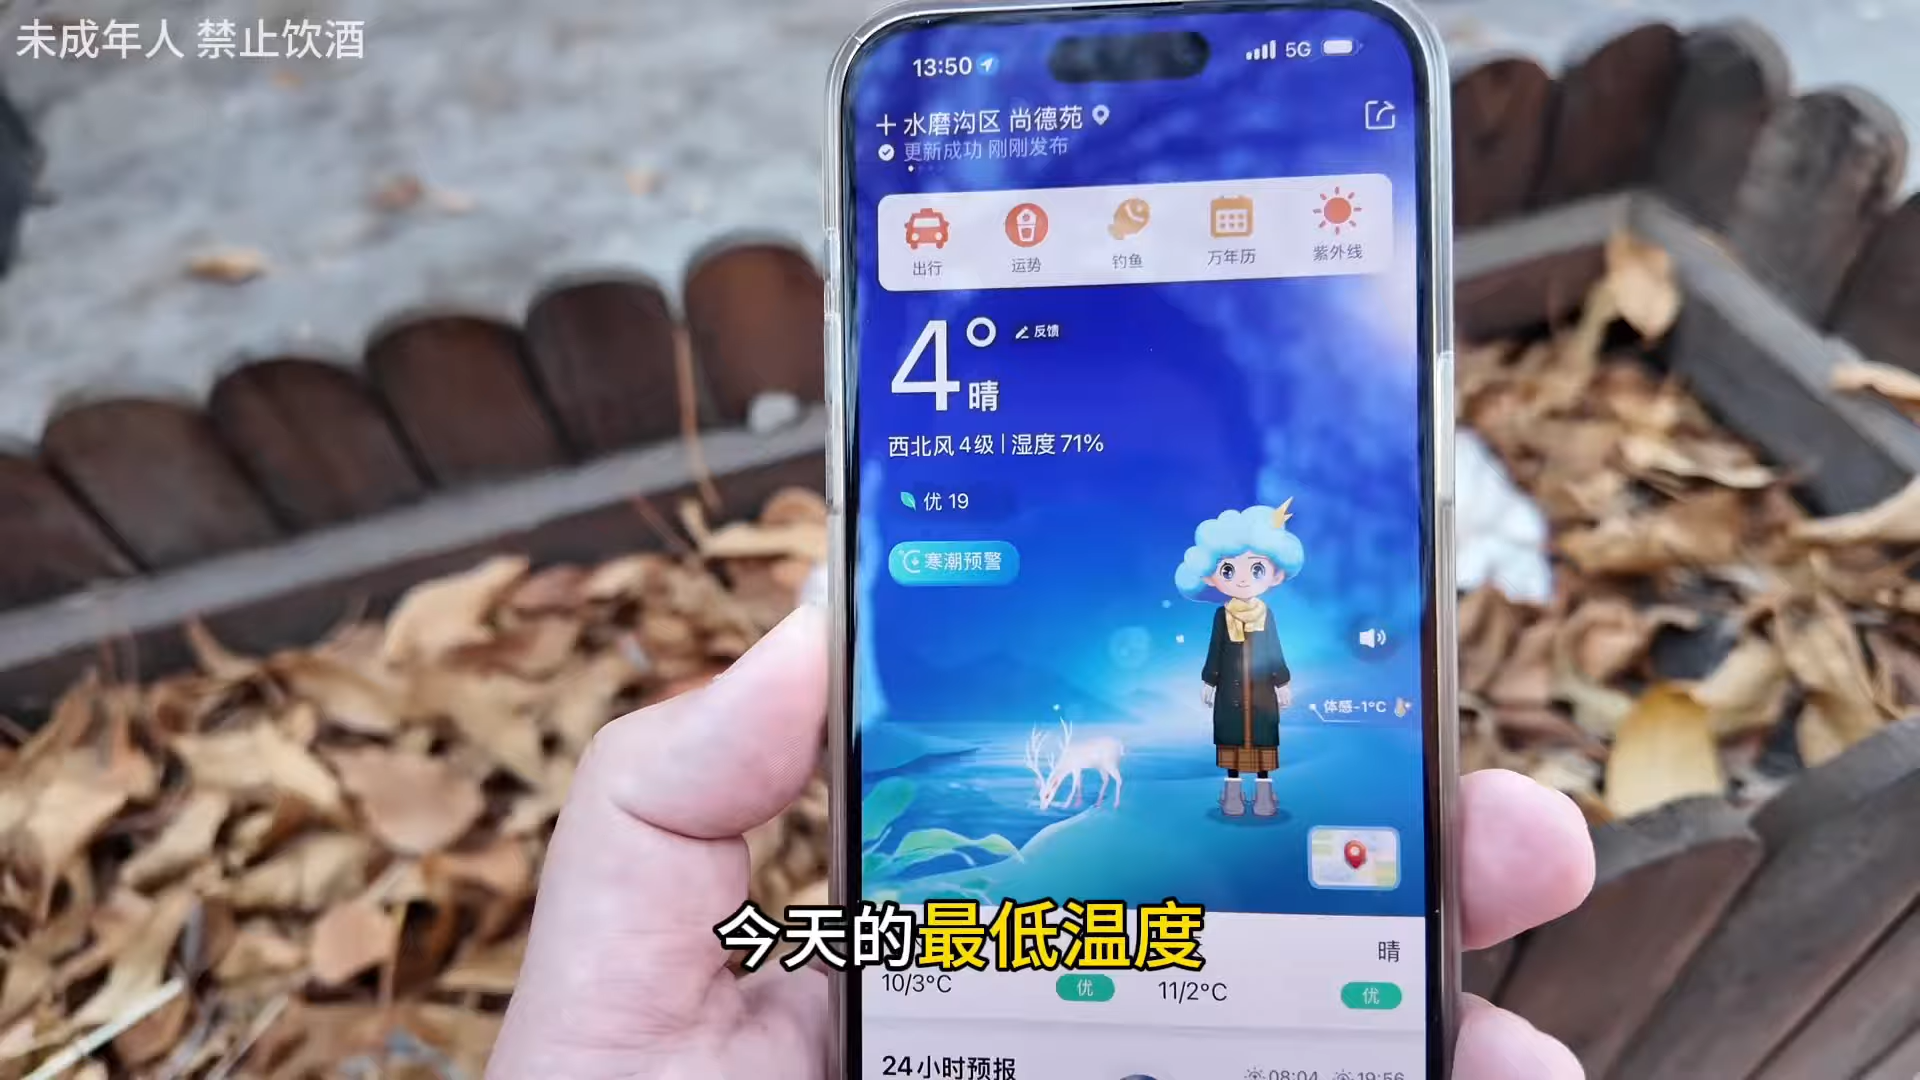 未成年人 禁止饮酒
13:50
5G
水磨沟区 尚德苑
更新成功 刚刚发布
出行
运势
钓鱼
万年历
紫外线
4°
反馈
晴
西北风4级 | 湿度 71%
优 19
寒潮预警
体感-1°C
今天的最低温度
晴
10/3°C
优
11/2°C
优
24小时预报
08:04
19:56